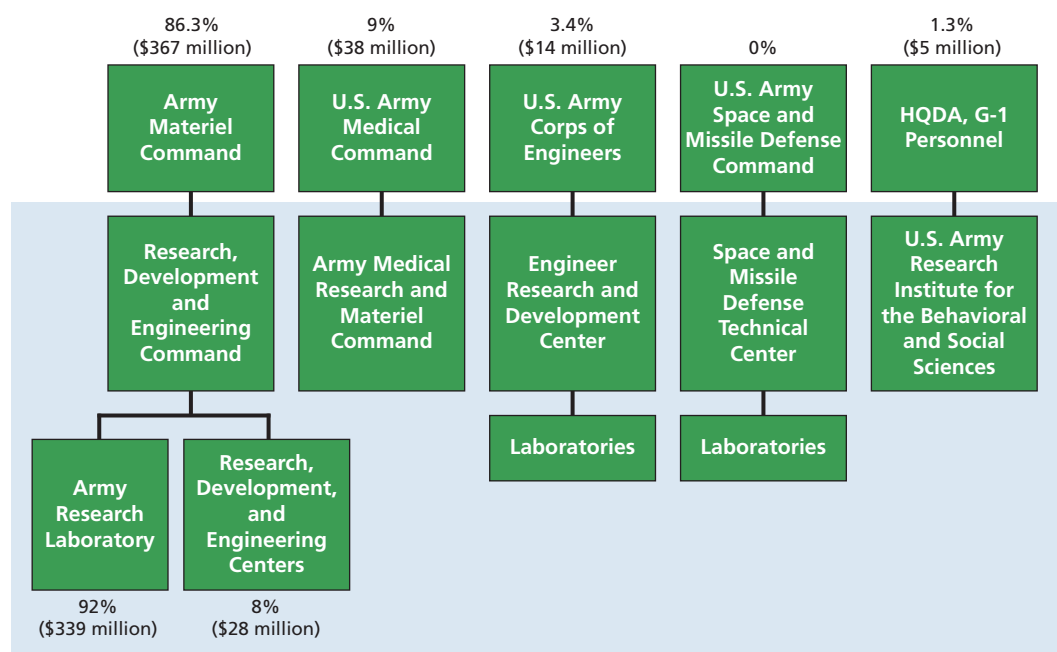 86.3%
($367 million)
9%
($38 million)
3.4%
($14 million)
0%
1.3%
($5 million)
Army
Materiel
Command
U.S. Army
Medical
Command
U.S. Army
Corps of
Engineers
U.S. Army
Space and
Missile Defense
Command
HQDA, G-1
Personnel
Research,
Development
and
Engineering
Command
Army Medical
Research and
Materiel
Command
Engineer
Research and
Development
Center
Space and
Missile
Defense
Technical
Center
U.S. Army
Research
Institute for
the Behavioral
and Social
Sciences
Army
Research
Laboratory
Research,
Development,
and
Engineering
Centers
Laboratories
Laboratories
92%
($339 million)
8%
($28 million)